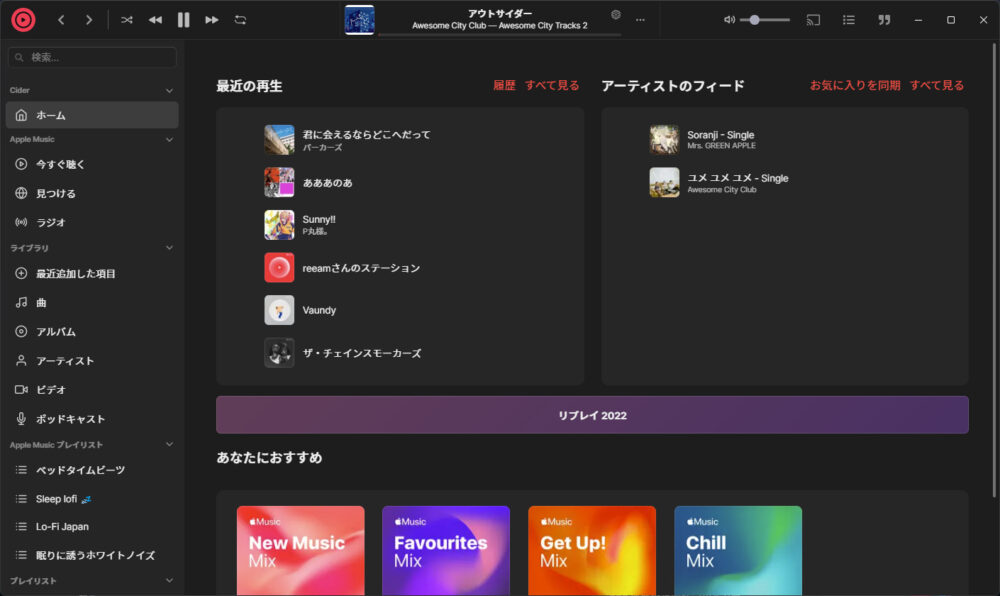 アウトサイダー
Awesome City Club — Awesome City Tracks 2
検索...
Cider
ホーム
Apple Music
今すぐ聴く
見つける
ラジオ
ライブラリ
最近追加した項目
曲
アルバム
アーティスト
ビデオ
ポッドキャスト
Apple Music プレイリスト
ベッドタイムビーツ
Sleep lofi 💤
Lo-Fi Japan
眠りに誘うホワイトノイズ
プレイリスト
最近の再生
履歴 すべて見る
君に会えるならどこへだって
パーカーズ
あああのあ
Sunny!!
P丸様。
reeamさんのステーション
Vaundy
ザ・チェインスモーカーズ
アーティストのフィード
お気に入りを同期 すべて見る
Soranji - Single
Mrs. GREEN APPLE
ユメ ユメ ユメ - Single
Awesome City Club
リプレイ 2022
あなたにおすすめ
Music
New Music
Mix
Music
Favourites
Mix
Music
Get Up!
Mix
Music
Chill
Mix